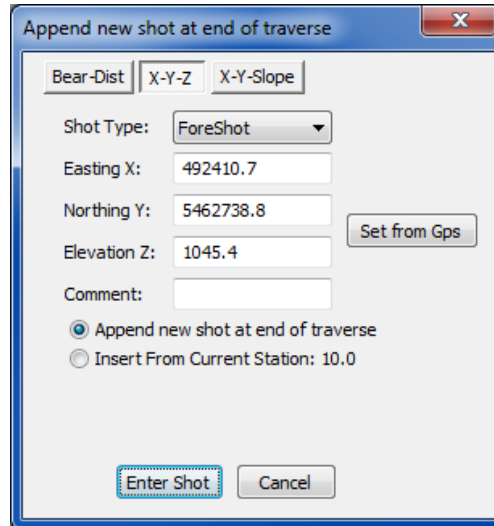 Append new shot at end of traverse
Bear-Dist X-Y-Z X-Y-Slope
Shot Type: ForeShot
Easting X: 492410.7
Northing Y: 5462738.8
Set from Gps
Elevation Z: 1045.4
Comment:
Append new shot at end of traverse
Insert From Current Station: 10.0
Enter Shot Cancel